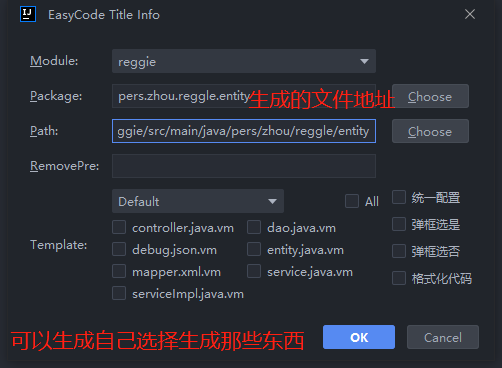 EasyCode Title Info
Module: reggie
Package: pers.zhou.reggle.entity 生成的文件地址 Choose
Path: ggie/src/main/java/pers/zhou/reggle/entity Choose
RemovePre:
Default All 统一配置
controller.java.vm dao.java.vm 弹框选是
Template: debug.json.vm entity.java.vm 弹框选否
mapper.xml.vm service.java.vm 格式化代码
serviceImpl.java.vm
可以生成自己选择生成那些东西 OK Cancel